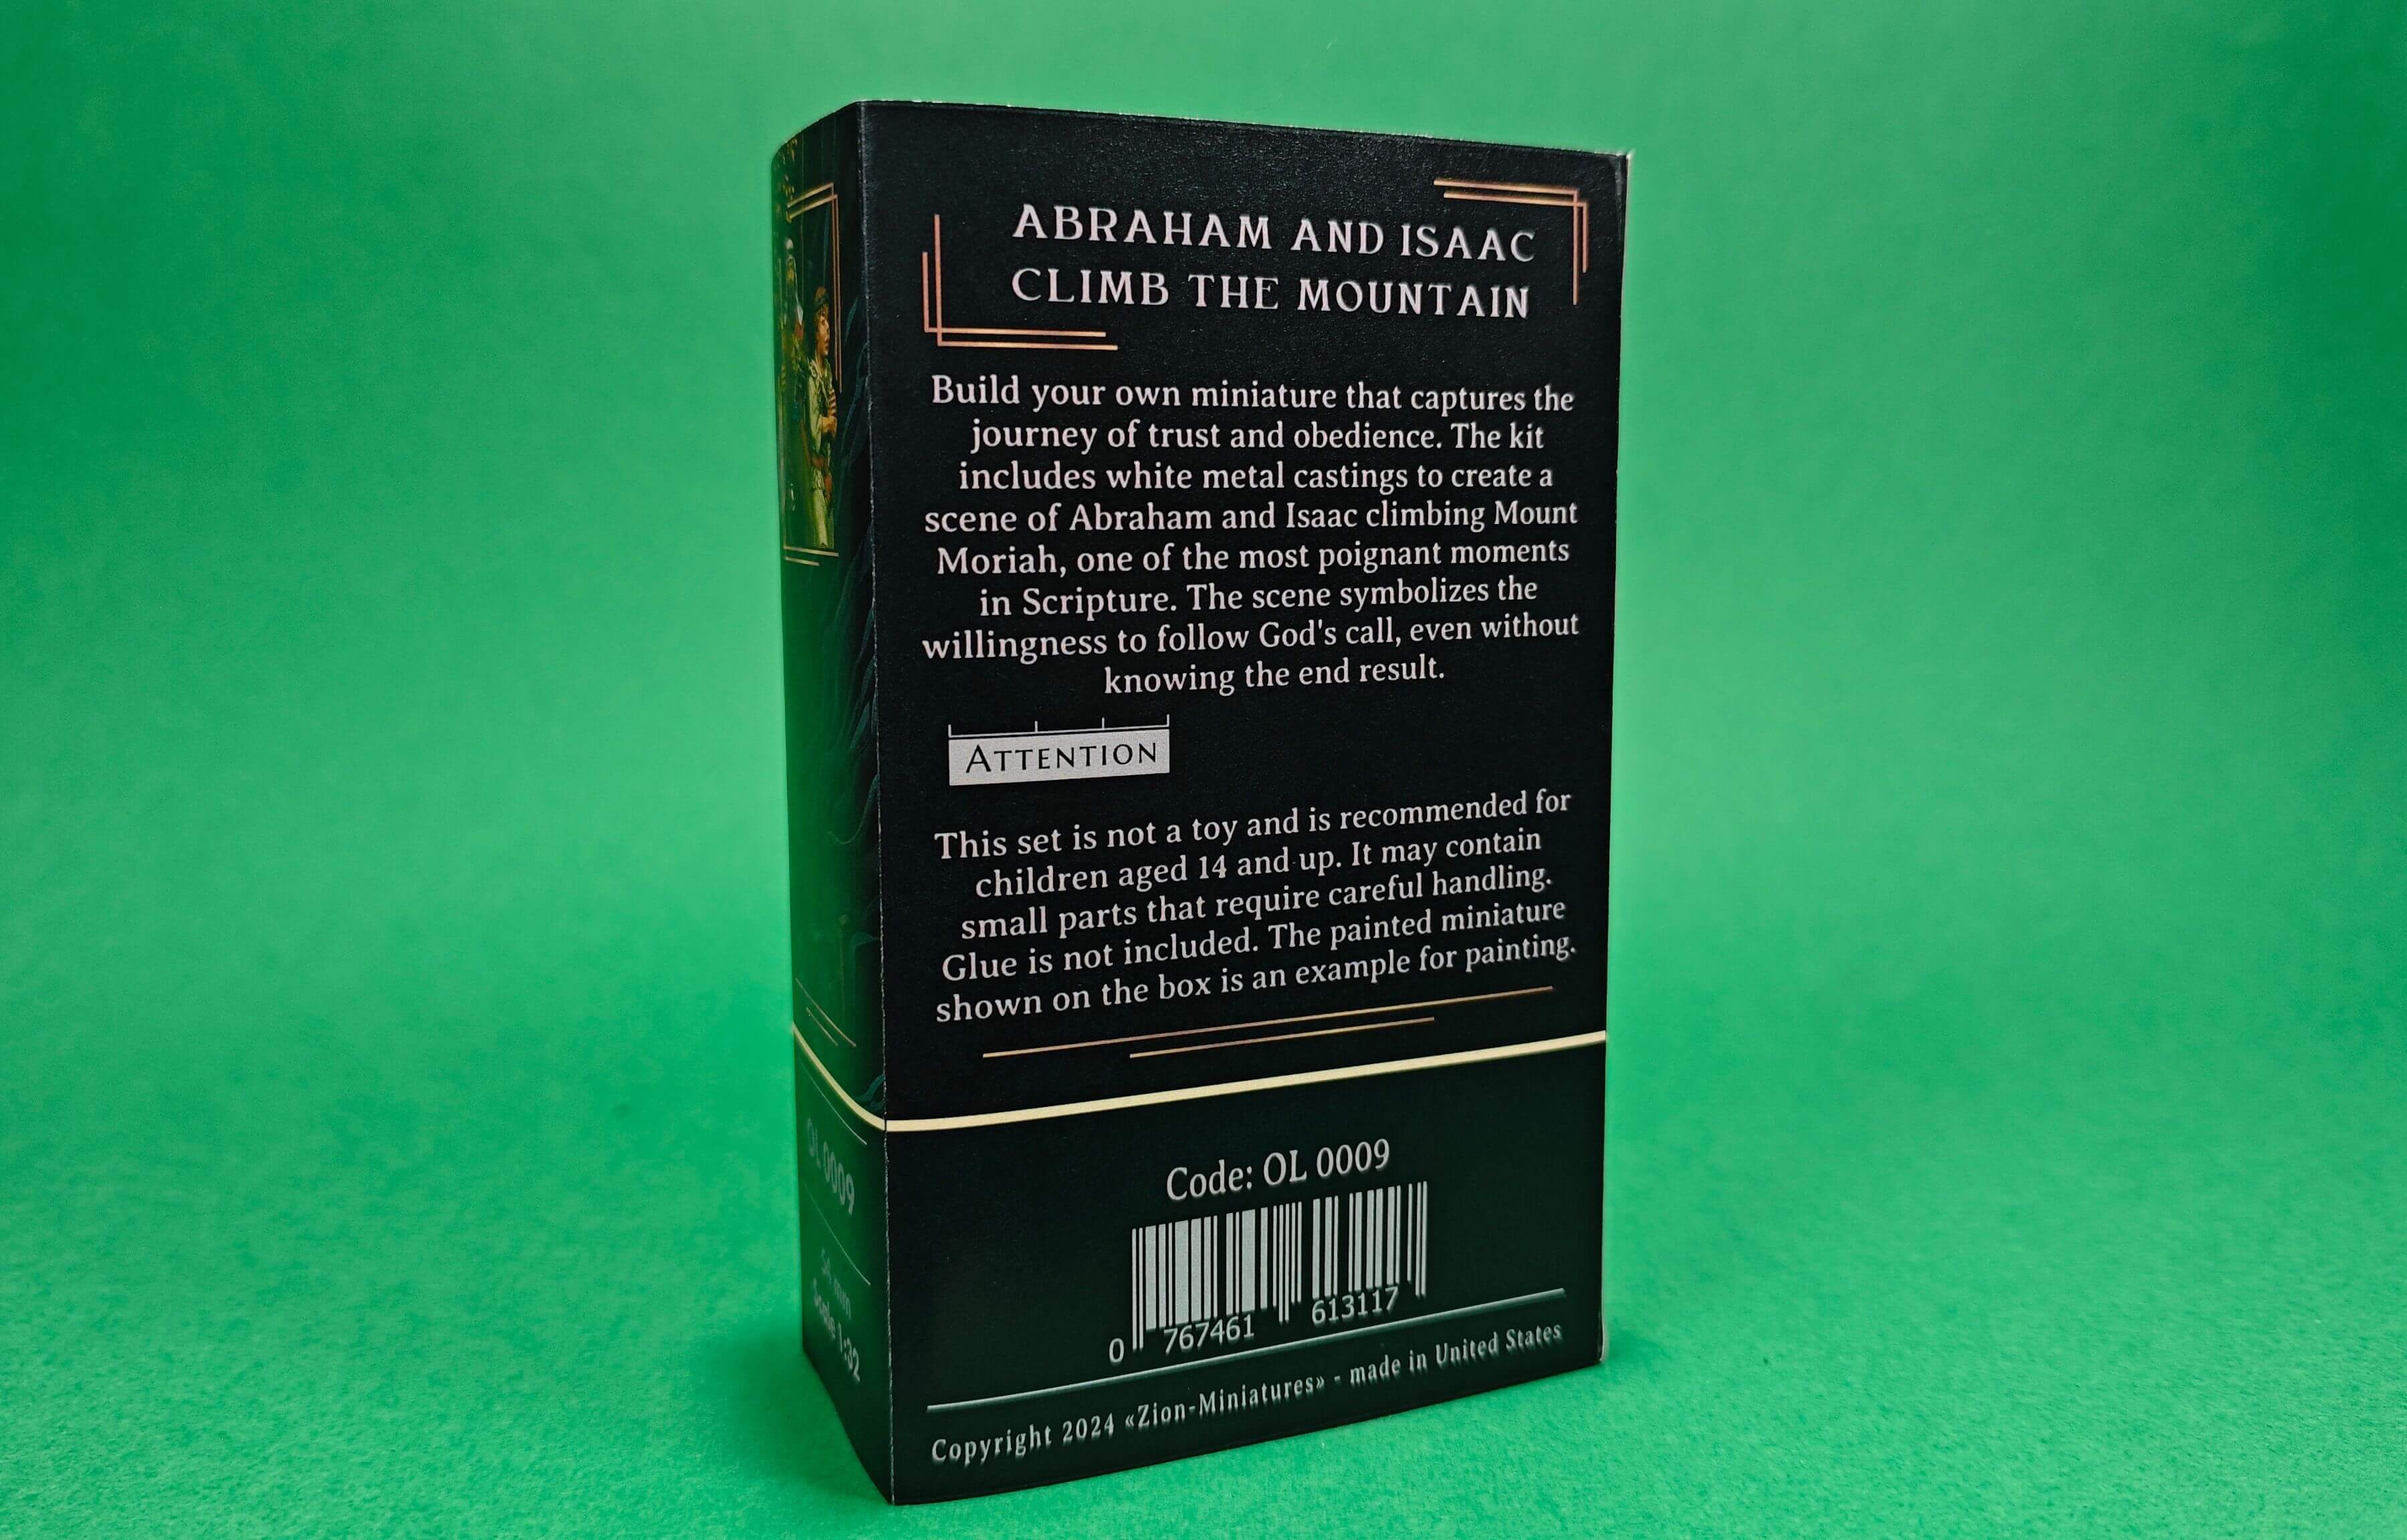 ABRAHAM AND ISAAC
CLIMB THE MOUNTAIN
Build your own miniature that captures the
journey of trust and obedience. The kit
includes white metal castings to create a
scene of Abraham and Isaac climbing Mount
Moriah, one of the most poignant moments
in Scripture. The scene symbolizes the
willingness to follow God's call, even without
knowing the end result.
ATTENTION
This set is not a toy and is recommended for
children aged 14 and up. It may contain
small parts that require careful handling.
Glue is not included. The painted miniature
shown on the box is an example for painting.
Code: OL 0009
0 767461 613117
Copyright 2024 «Zion-Miniatures» - made in United States
OL 0009
54 mm
Scale 1:32